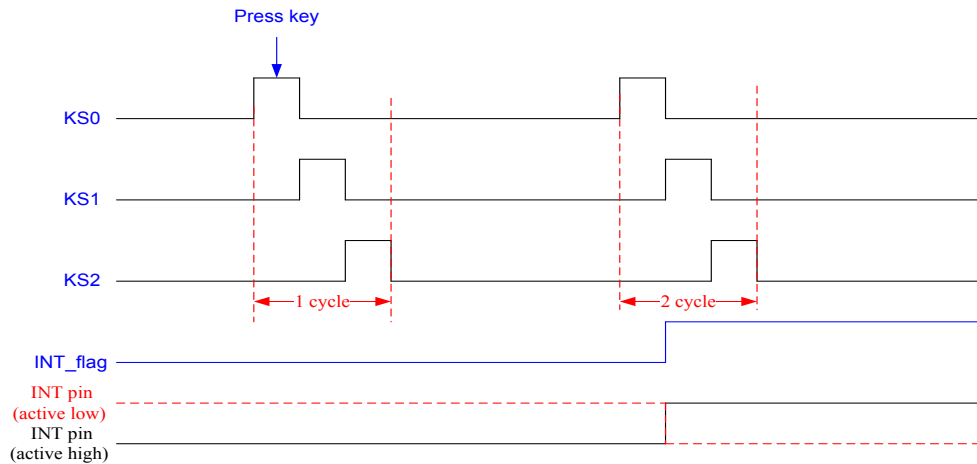 Press key
KS0
KS1
KS2
1 cycle
2 cycle
INT_flag
INT pin
(active low)
INT pin
(active high)